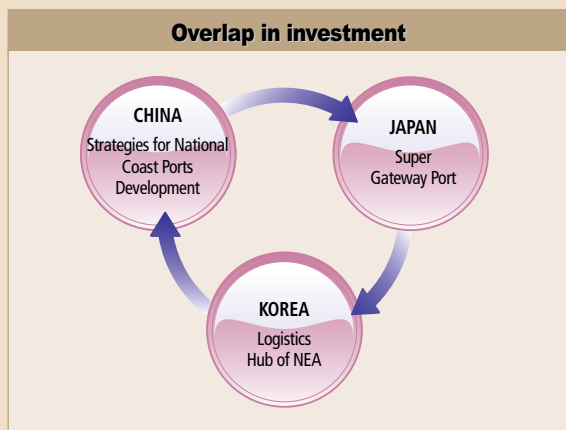 Overlap in investment
CHINA
Strategies for National
Coast Ports
Development
JAPAN
Super
Gateway Port
KOREA
Logistics
Hub of NEA